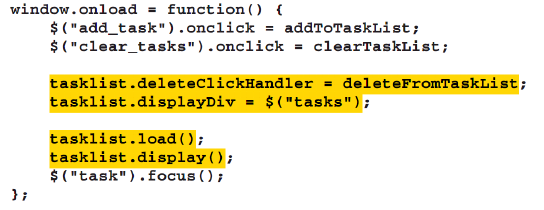 window.onload = function() {
    $("add_task").onclick = addToTaskList;
    $("clear_tasks").onclick = clearTaskList;
    tasklist.deleteClickHandler = deleteFromTaskList;
    tasklist.displayDiv = $("tasks");
    tasklist.load();
    tasklist.display();
    $("task").focus();
};